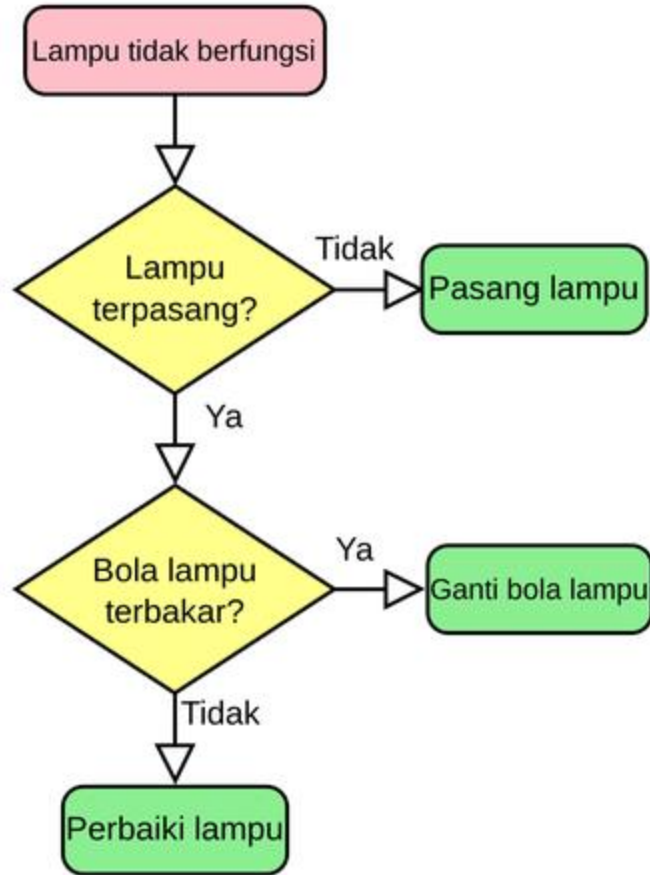 Lampu tidak berfungsi
Lampu
terpasang?
Tidak
Pasang lampu
Ya
Bola lampu
terbakar?
Ya
Ganti bola lampu
Tidak
Perbaiki lampu